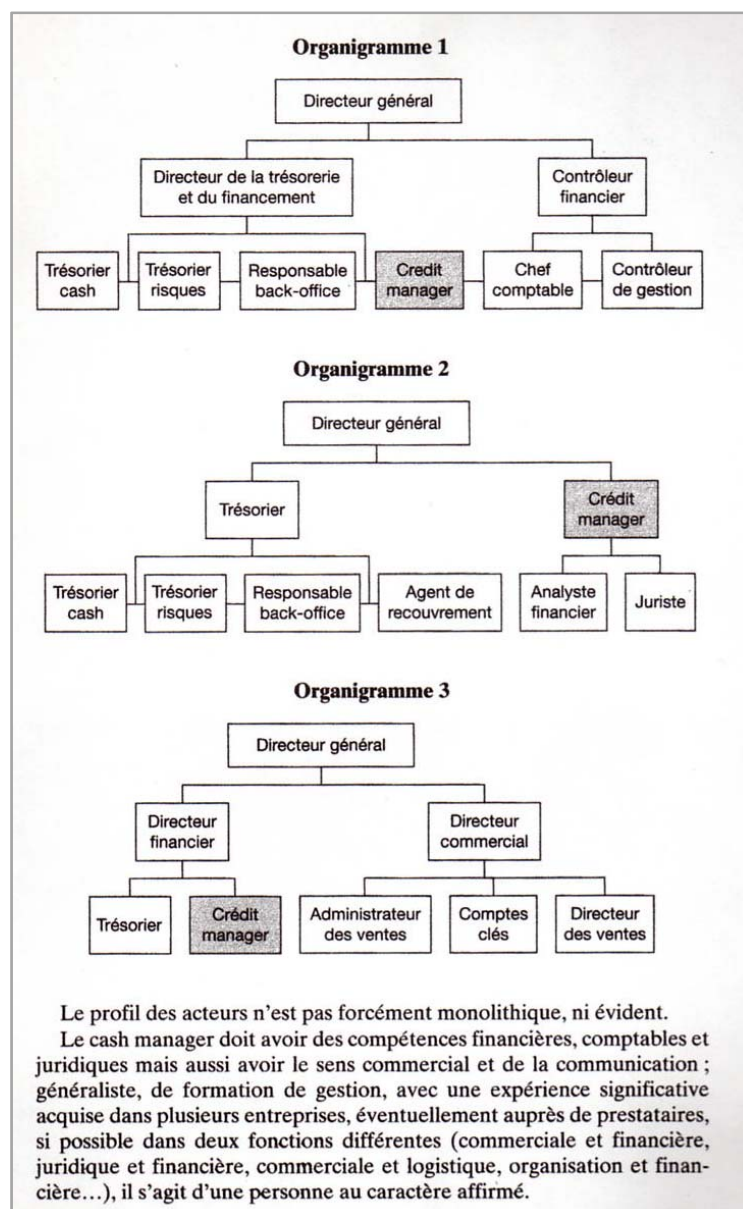 Organigramme 1
Directeur général
Directeur de la trésorerie
et du financement
Contrôleur
financier
Trésorier
cash
Trésorier
risques
Responsable
back-office
Credit
manager
Chef
comptable
Contrôleur
de gestion
Organigramme 2
Directeur général
Trésorier
Crédit
manager
Trésorier
cash
Trésorier
risques
Responsable
back-office
Agent de
recouvrement
Analyste
financier
Juriste
Organigramme 3
Directeur général
Directeur
financier
Directeur
commercial
Trésorier
Crédit
manager
Administrateur
des ventes
Comptes
clés
Directeur
des ventes
Le profil des acteurs n'est pas forcément monolithique, ni évident.
Le cash manager doit avoir des compétences financières, comptables et
juridiques mais aussi avoir le sens commercial et de la communication ;
généraliste, de formation de gestion, avec une expérience significative
acquise dans plusieurs entreprises, éventuellement auprès de prestataires,
si possible dans deux fonctions différentes (commerciale et financière,
juridique et financière, commerciale et logistique, organisation et finan-
cière…), il s'agit d'une personne au caractère affirmé.